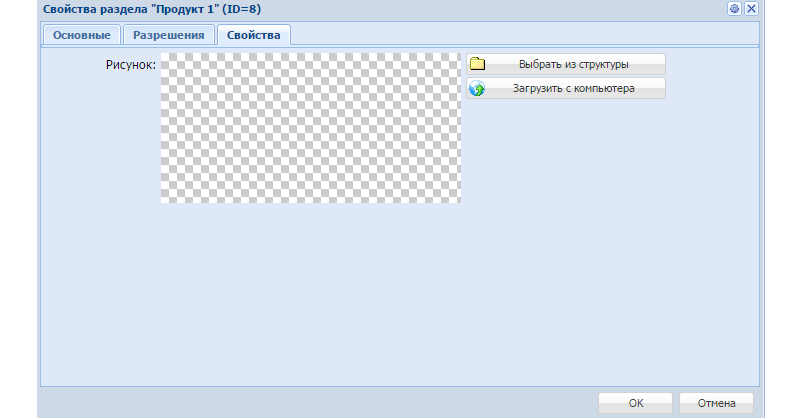 Свойства раздела "Продукт 1" (ID=8)
Основные Разрешения Свойства
Рисунок: Выбрать из структуры
Загрузить с компьютера
OK Отмена